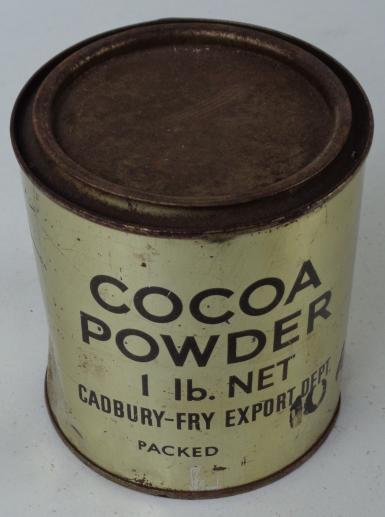 COCOA
POWDER
1 lb. NET
CADBURY-FRY EXPORT DEPT.
PACKED